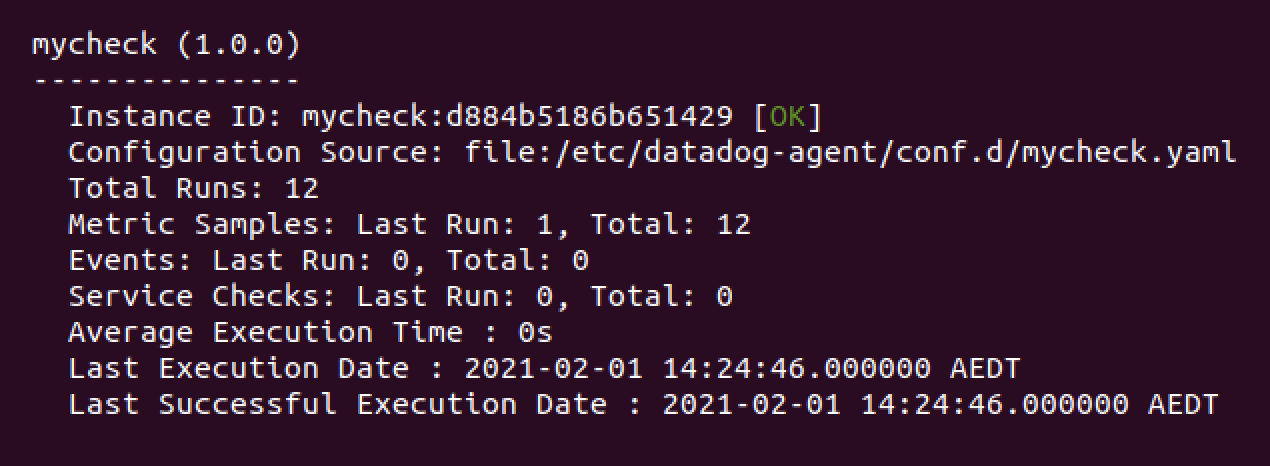 mycheck (1.0.0)
---------------
Instance ID: mycheck:d884b5186b651429 [OK]
Configuration Source: file:/etc/datadog-agent/conf.d/mycheck.yaml
Total Runs: 12
Metric Samples: Last Run: 1, Total: 12
Events: Last Run: 0, Total: 0
Service Checks: Last Run: 0, Total: 0
Average Execution Time : 0s
Last Execution Date : 2021-02-01 14:24:46.000000 AEDT
Last Successful Execution Date : 2021-02-01 14:24:46.000000 AEDT